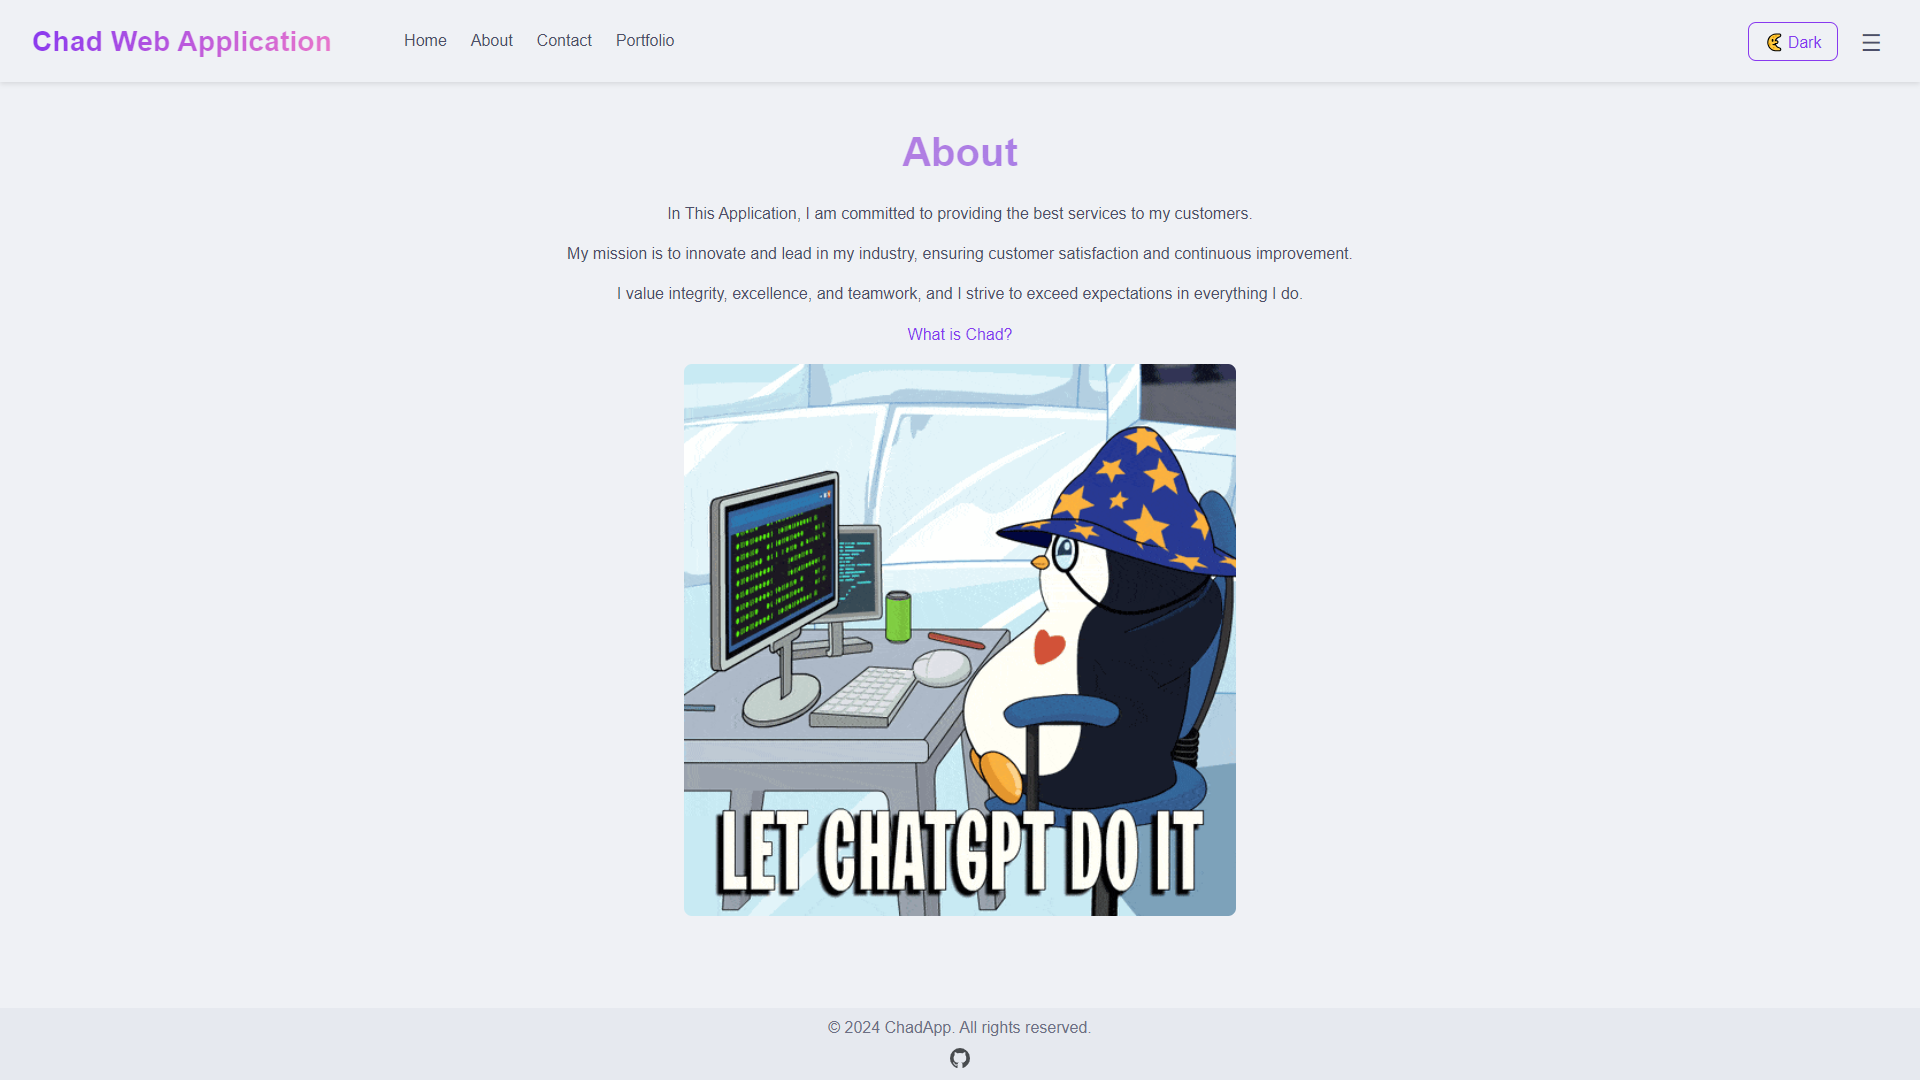 Chad Web Application
Home
About
Contact
Portfolio
Dark
About
In This Application, I am committed to providing the best services to my customers.
My mission is to innovate and lead in my industry, ensuring customer satisfaction and continuous improvement.
I value integrity, excellence, and teamwork, and I strive to exceed expectations in everything I do.
What is Chad?
LET CHATGPT DO IT
© 2024 ChadApp. All rights reserved.